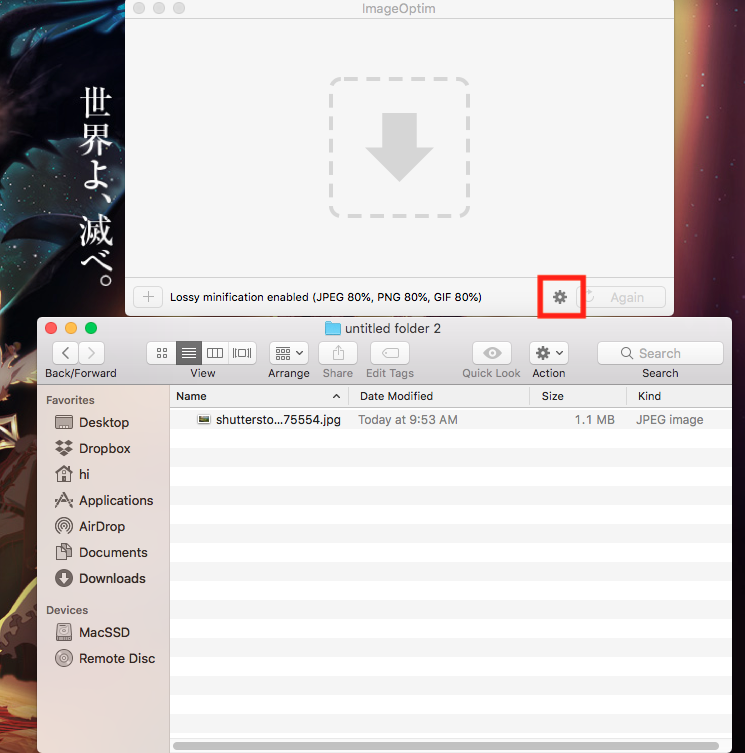 ImageOptim
世界よ、滅べ。
Lossy minification enabled (JPEG 80%, PNG 80%, GIF 80%)
Again
untitled folder 2
Search
Back/Forward
View
Arrange
Share
Edit Tags
Quick Look
Action
Search
Favorites
Desktop
Dropbox
hi
Applications
AirDrop
Documents
Downloads
Devices
MacSSD
Remote Disc
Name
Date Modified
Size
Kind
shuttersto...75554.jpg
Today at 9:53 AM
1.1 MB
JPEG image